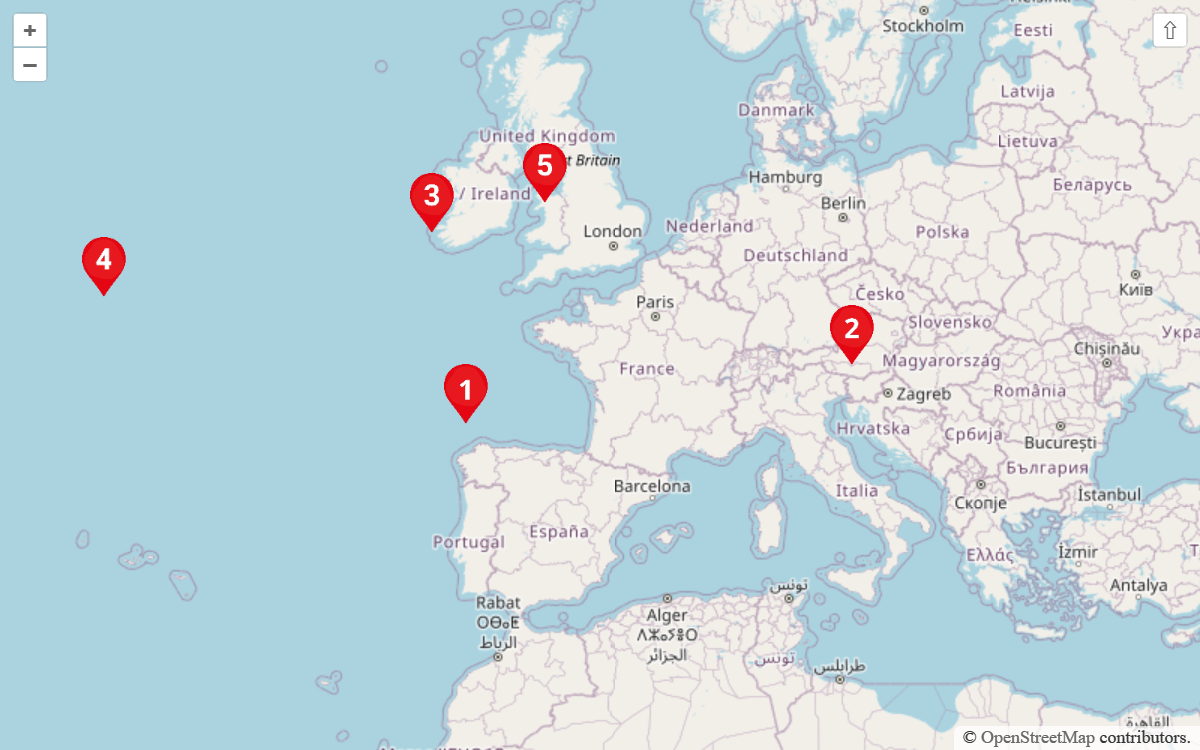 +
−
⇧
Stockholm
Eesti
Latvija
Danmark
United Kingdom
Lietuva
5
t Britain
Hamburg
Беларусь
3
/ Ireland
Berlin
London
Nederland
Polska
4
Deutschland
Київ
Česko
Paris
2
Slovensko
Укра
Chișinău
France
Magyarország
1
România
Zagreb
Hrvatska
Србија
București
България
Barcelona
Italia
İstanbul
Скопје
España
Portugal
Ελλάς
İzmir
Antalya
T
تونس
Rabat
ⵔⴱⴰⵟ
الرباط
Alger
ⴷⵣⴰⵢⴻⵔ
الجزائر
تونس
طرابلس
القاهرة
© OpenStreetMap contributors.